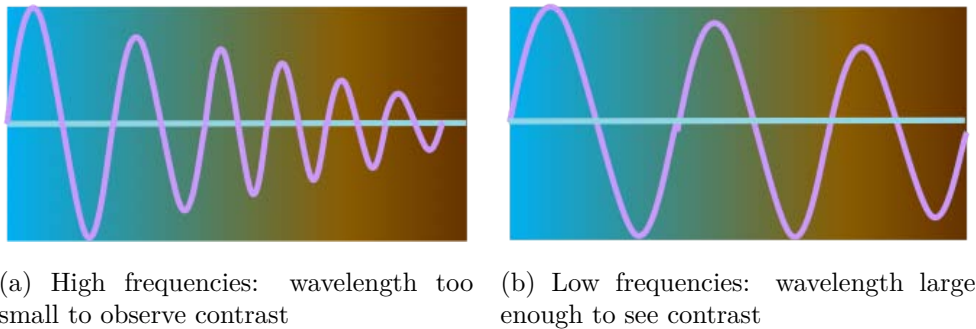 (a) High frequencies: wavelength too
small to observe contrast
(b) Low frequencies: wavelength large
enough to see contrast